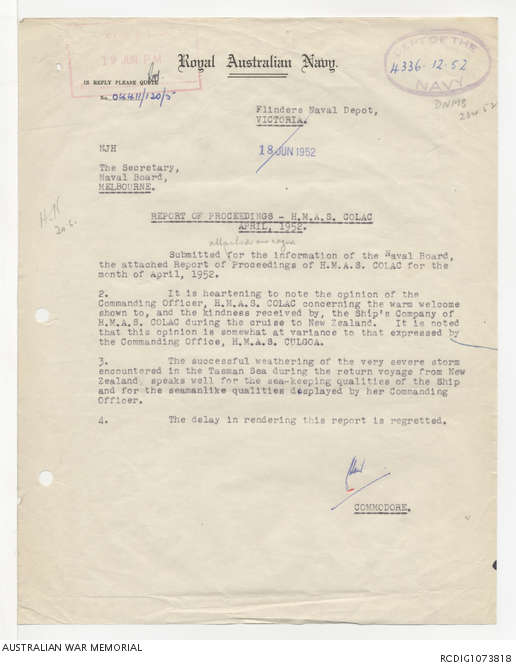 19 JUN P.M.
Royal Australian Navy.
DEPT OF THE
4336-12-52
NAVY
IN REPLY PLEASE QUOTE
No. 04411/120/5
DNMB
Flinders Naval Depot,
VICTORIA.
NJH
18 JUN 1952
The Secretary,
Naval Board,
MELBOURNE.
REPORT OF PROCEEDINGS - H.M.A.S. COLAC
APRIL, 1952.
Submitted for the information of the Naval Board,
the attached Report of Proceedings of H.M.A.S. COLAC for the
month of April, 1952.
2. It is heartening to note the opinion of the
Commanding Officer, H.M.A.S. COLAC concerning the warm welcome
shown to, and the kindness received by, the Ship's Company of
H.M.A.S. COLAC during the cruise to New Zealand. It is noted
that this opinion is somewhat at variance to that expressed by
the Commanding Office, H.M.A.S. CULGOA.
3. The successful weathering of the very severe storm
encountered in the Tasman Sea during the return voyage from New
Zealand, speaks well for the sea-keeping qualities of the Ship
and for the seamanlike qualities displayed by her Commanding
Officer.
4. The delay in rendering this report is regretted.
COMMODORE.
AUSTRALIAN WAR MEMORIAL
RCDIG1073818